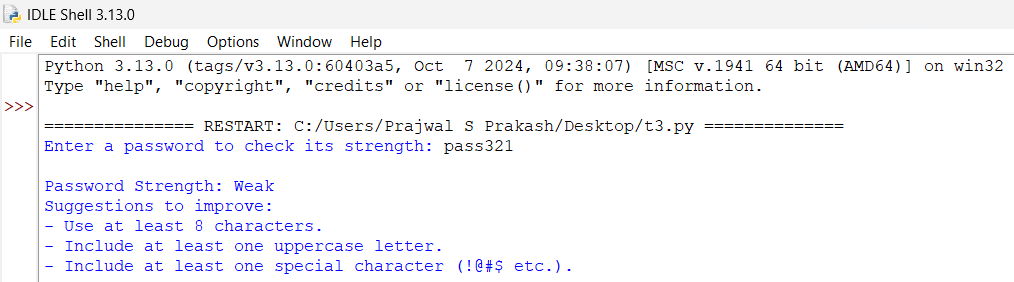 IDLE Shell 3.13.0
File Edit Shell Debug Options Window Help
Python 3.13.0 (tags/v3.13.0:60403a5, Oct  7 2024, 09:38:07) [MSC v.1941 64 bit (AMD64)] on win32
Type "help", "copyright", "credits" or "license()" for more information.
>>>
=============== RESTART: C:/Users/Prajwal S Prakash/Desktop/t3.py ==============
Enter a password to check its strength: pass321
Password Strength: Weak
Suggestions to improve:
- Use at least 8 characters.
- Include at least one uppercase letter.
- Include at least one special character (!@#$ etc.).